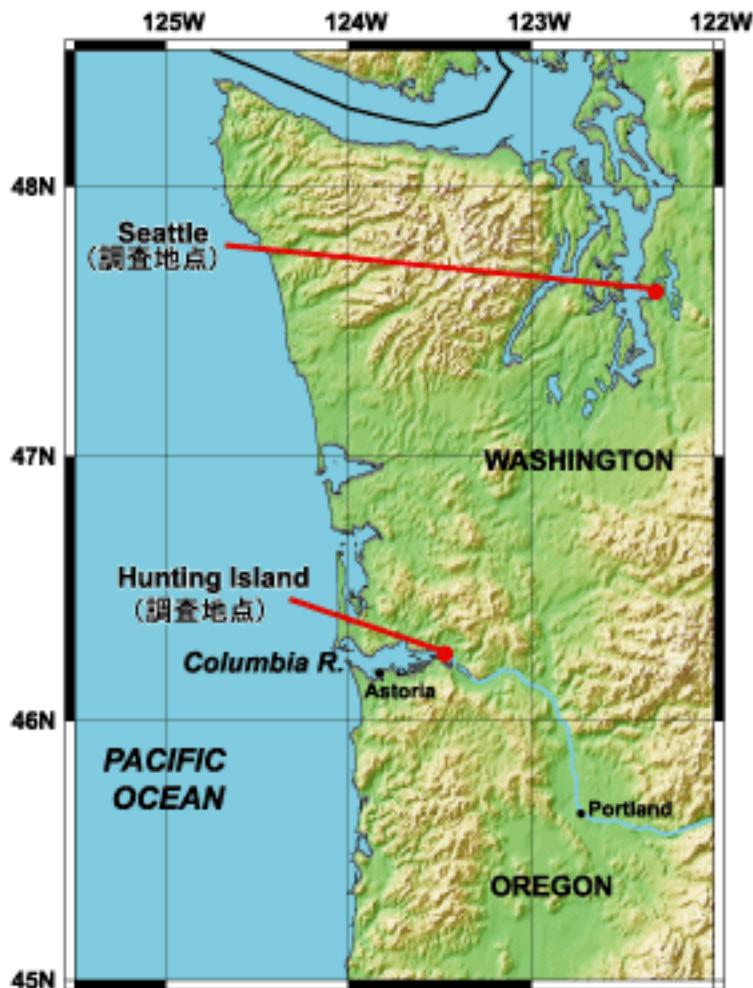 125W 124W 123W 122W
48N
Seattle
（調査地点）
47N
WASHINGTON
Hunting Island
（調査地点）
Columbia R.
Astoria
46N
PACIFIC
OCEAN
Portland
OREGON
45N